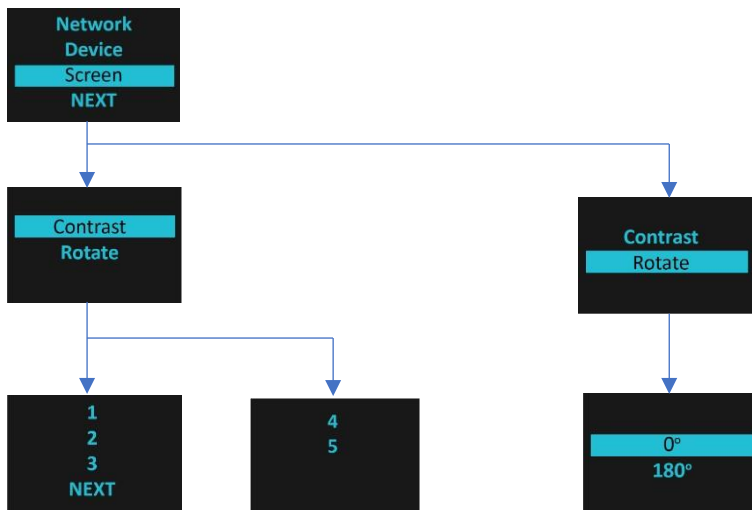 Network
Device
Screen
NEXT
Contrast
Rotate
Contrast
Rotate
1
2
3
NEXT
4
5
0°
180°